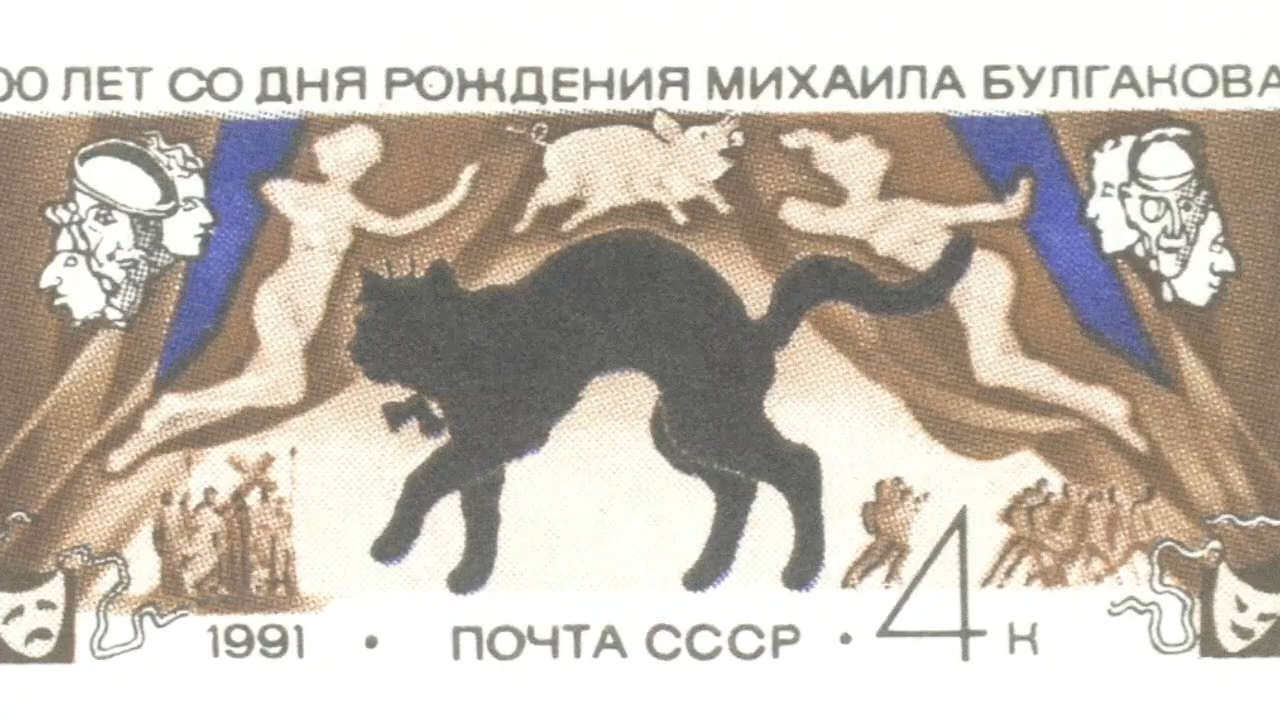 00 ЛЕТ СО ДНЯ РОЖДЕНИЯ МИХАИЛА БУЛГАКОВА
1991 • ПОЧТА СССР • 4 к